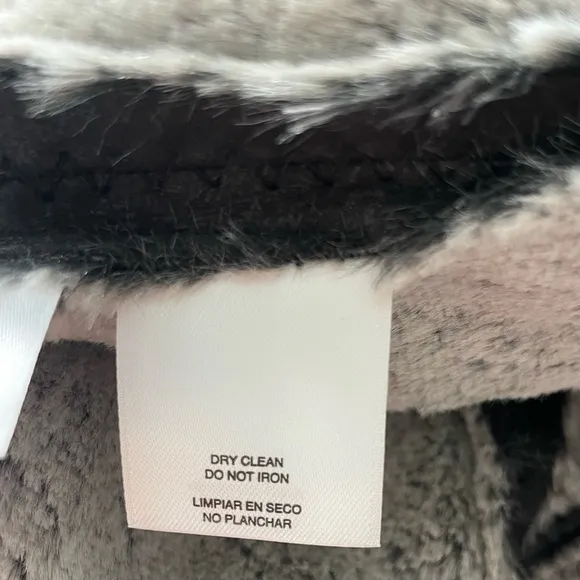 DRY CLEAN
DO NOT IRON
LIMPIAR EN SECO
NO PLANCHAR